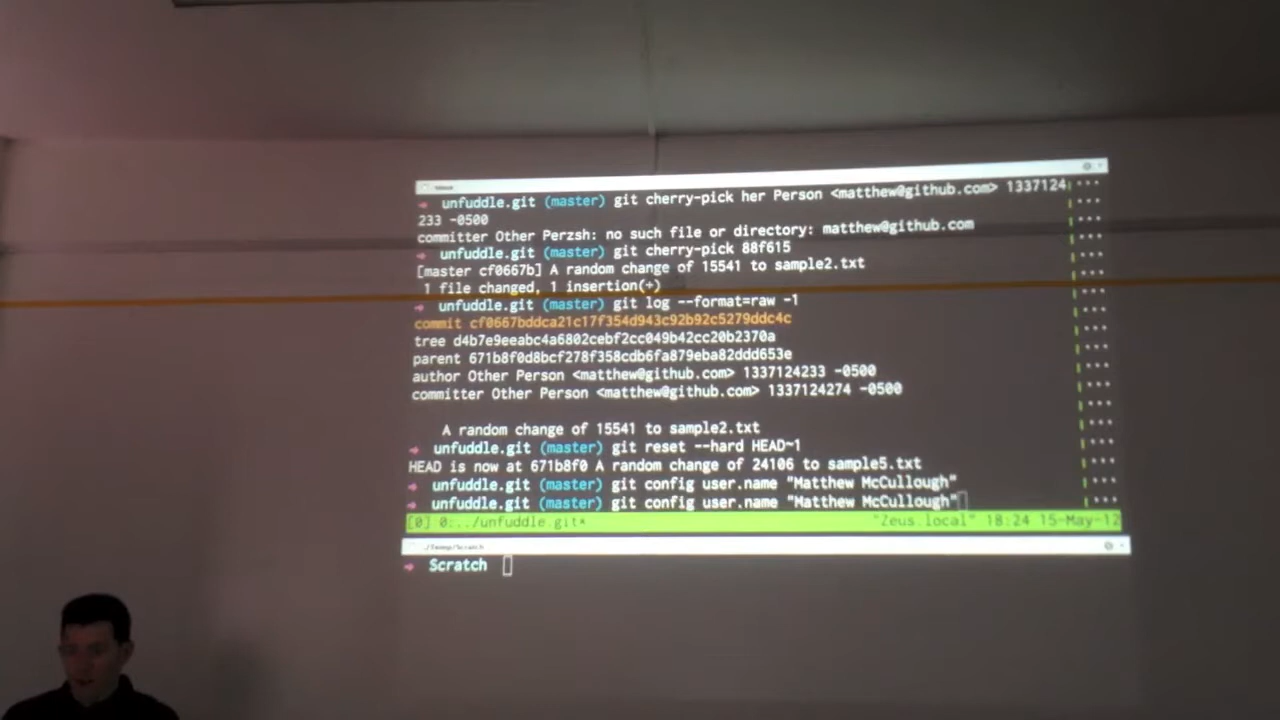 unfuddle.git (master) git cherry-pick her Person <matthew@github.com> 1337124
233 -0500
committer Other Perzsh: no such file or directory: matthew@github.com
unfuddle.git (master) git cherry-pick 88f615
[master cf0667b] A random change of 15541 to sample2.txt
1 file changed, 1 insertion(+)
unfuddle.git (master) git log --format=raw -1
commit cf0667bddca21c17f354d943c92b92c5279ddc4c
tree d4b7e9eeabc4a6802cebf2cc049b42cc20b2370a
parent 671b8f0d8bcf278f358cdb6fa879eba82ddd653e
author Other Person <matthew@github.com> 1337124233 -0500
committer Other Person <matthew@github.com> 1337124274 -0500
A random change of 15541 to sample2.txt
unfuddle.git (master) git reset --hard HEAD~1
HEAD is now at 671b8f0 A random change of 24106 to sample5.txt
unfuddle.git (master) git config user.name "Matthew McCullough"
unfuddle.git (master) git config user.name "Matthew McCullough"
[0] 0:../unfuddle.git* "Zeus.local" 18:24 15-May-12
../Temp/Scratch
Scratch